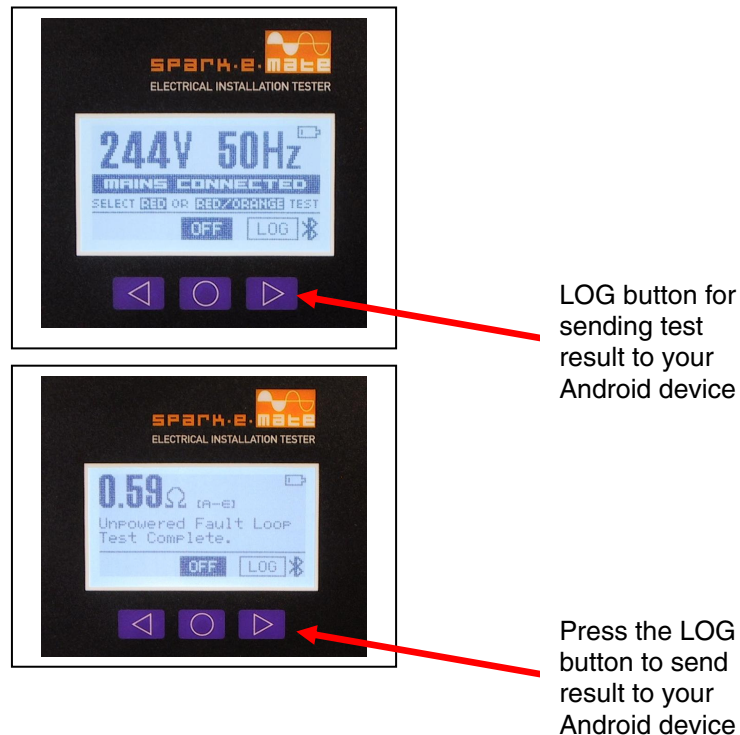 spark·e·mate
ELECTRICAL INSTALLATION TESTER
244V 50Hz
MAINS CONNECTED
SELECT RED OR RED/ORANGE TEST
OFF LOG
LOG button for
sending test
result to your
Android device
spark·e·mate
ELECTRICAL INSTALLATION TESTER
0.59Ω [A-E]
Unpowered Fault Loop
Test Complete.
OFF LOG
Press the LOG
button to send
result to your
Android device